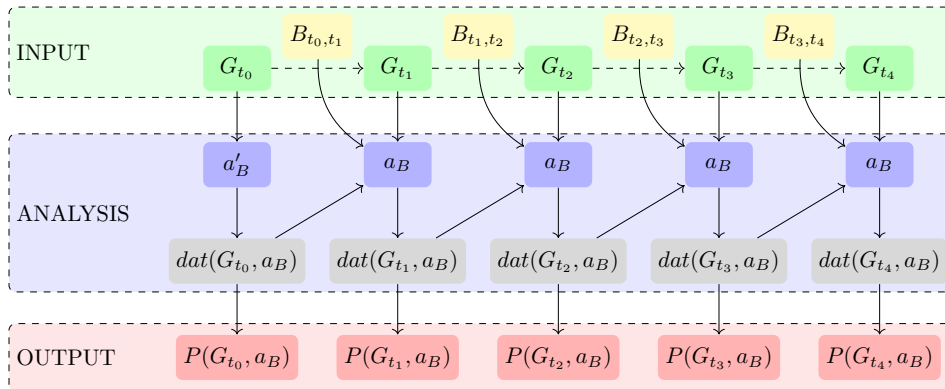 INPUT
$B_{t_0,t_1}$ $B_{t_1,t_2}$ $B_{t_2,t_3}$ $B_{t_3,t_4}$
$G_{t_0}$ $G_{t_1}$ $G_{t_2}$ $G_{t_3}$ $G_{t_4}$
ANALYSIS
$a'_B$ $a_B$ $a_B$ $a_B$ $a_B$
$dat(G_{t_0}, a_B)$ $dat(G_{t_1}, a_B)$ $dat(G_{t_2}, a_B)$ $dat(G_{t_3}, a_B)$ $dat(G_{t_4}, a_B)$
OUTPUT
$P(G_{t_0}, a_B)$ $P(G_{t_1}, a_B)$ $P(G_{t_2}, a_B)$ $P(G_{t_3}, a_B)$ $P(G_{t_4}, a_B)$